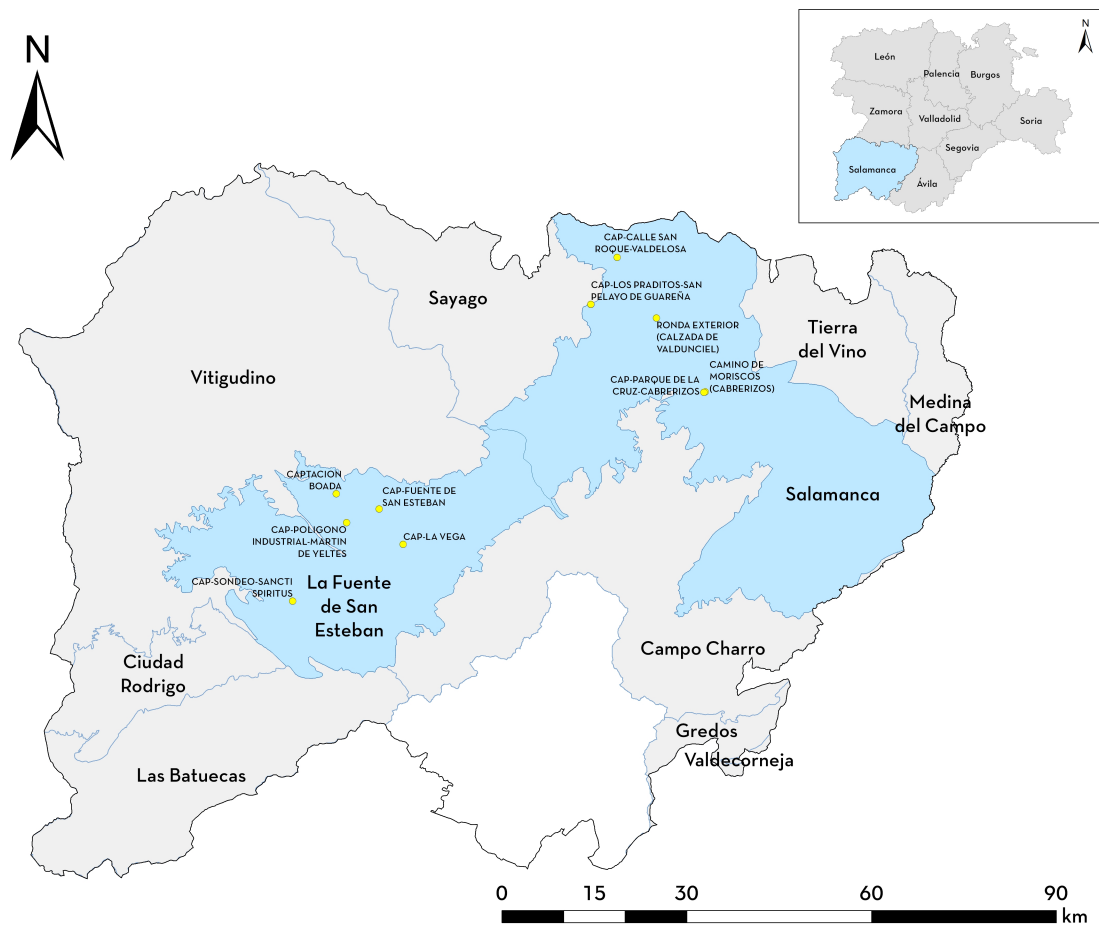 N
N
León
Palencia
Burgos
Zamora
Valladolid
Soria
Segovia
Salamanca
Ávila
CAP-CALLE SAN
ROQUE-VALDELOSA
CAP-LOS PRADITOS-SAN
PELAYO DE GUAREÑA
Sayago
RONDA EXTERIOR
(CALZADA DE
VALDUNCIEL)
Tierra
del Vino
Vitigudino
CAMINO DE
MORISCOS
(CABRERIZOS)
CAP-PARQUE DE LA
CRUZ-CABRERIZOS
Medina
del Campo
CAPTACION
BOADA
CAP-FUENTE DE
SAN ESTEBAN
Salamanca
CAP-POLIGONO
INDUSTRIAL-MARTIN
DE YELTES
CAP-LA VEGA
CAP-SONDEO-SANCTI
SPIRITUS
La Fuente
de San
Esteban
Ciudad
Rodrigo
Campo Charro
Gredos
Valdecorneja
Las Batuecas
0 15 30 60 90
km